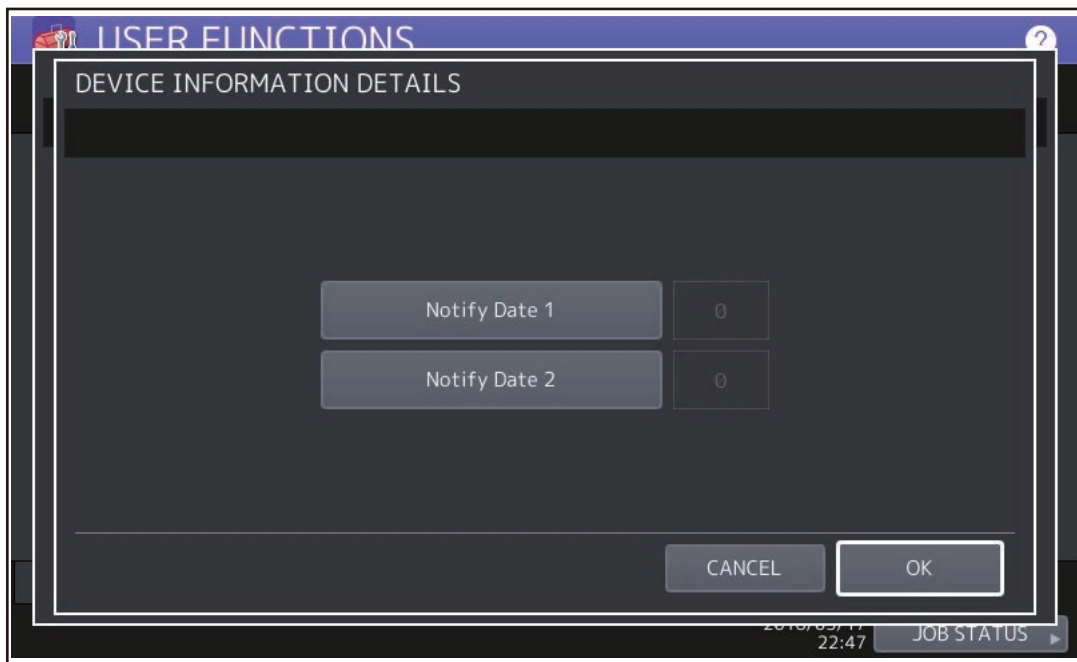 USER FUNCTIONS
?
DEVICE INFORMATION DETAILS
Notify Date 1
0
Notify Date 2
0
CANCEL
OK
22:47
JOB STATUS